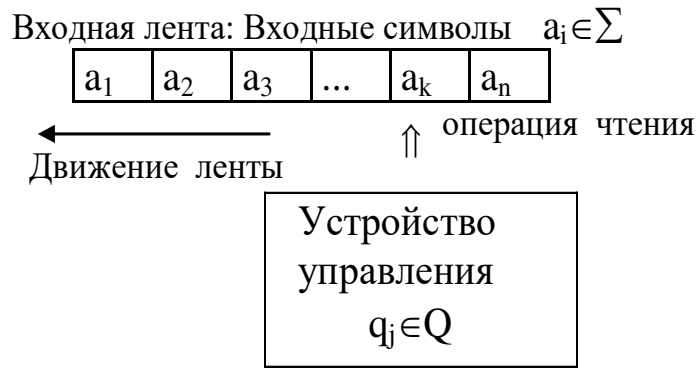 Входная лента: Входные символы aᵢ∈∑
a₁ a₂ a₃ ... aₖ aₙ
⇑ операция чтения
Движение ленты
Устройство
управления
qⱼ∈Q